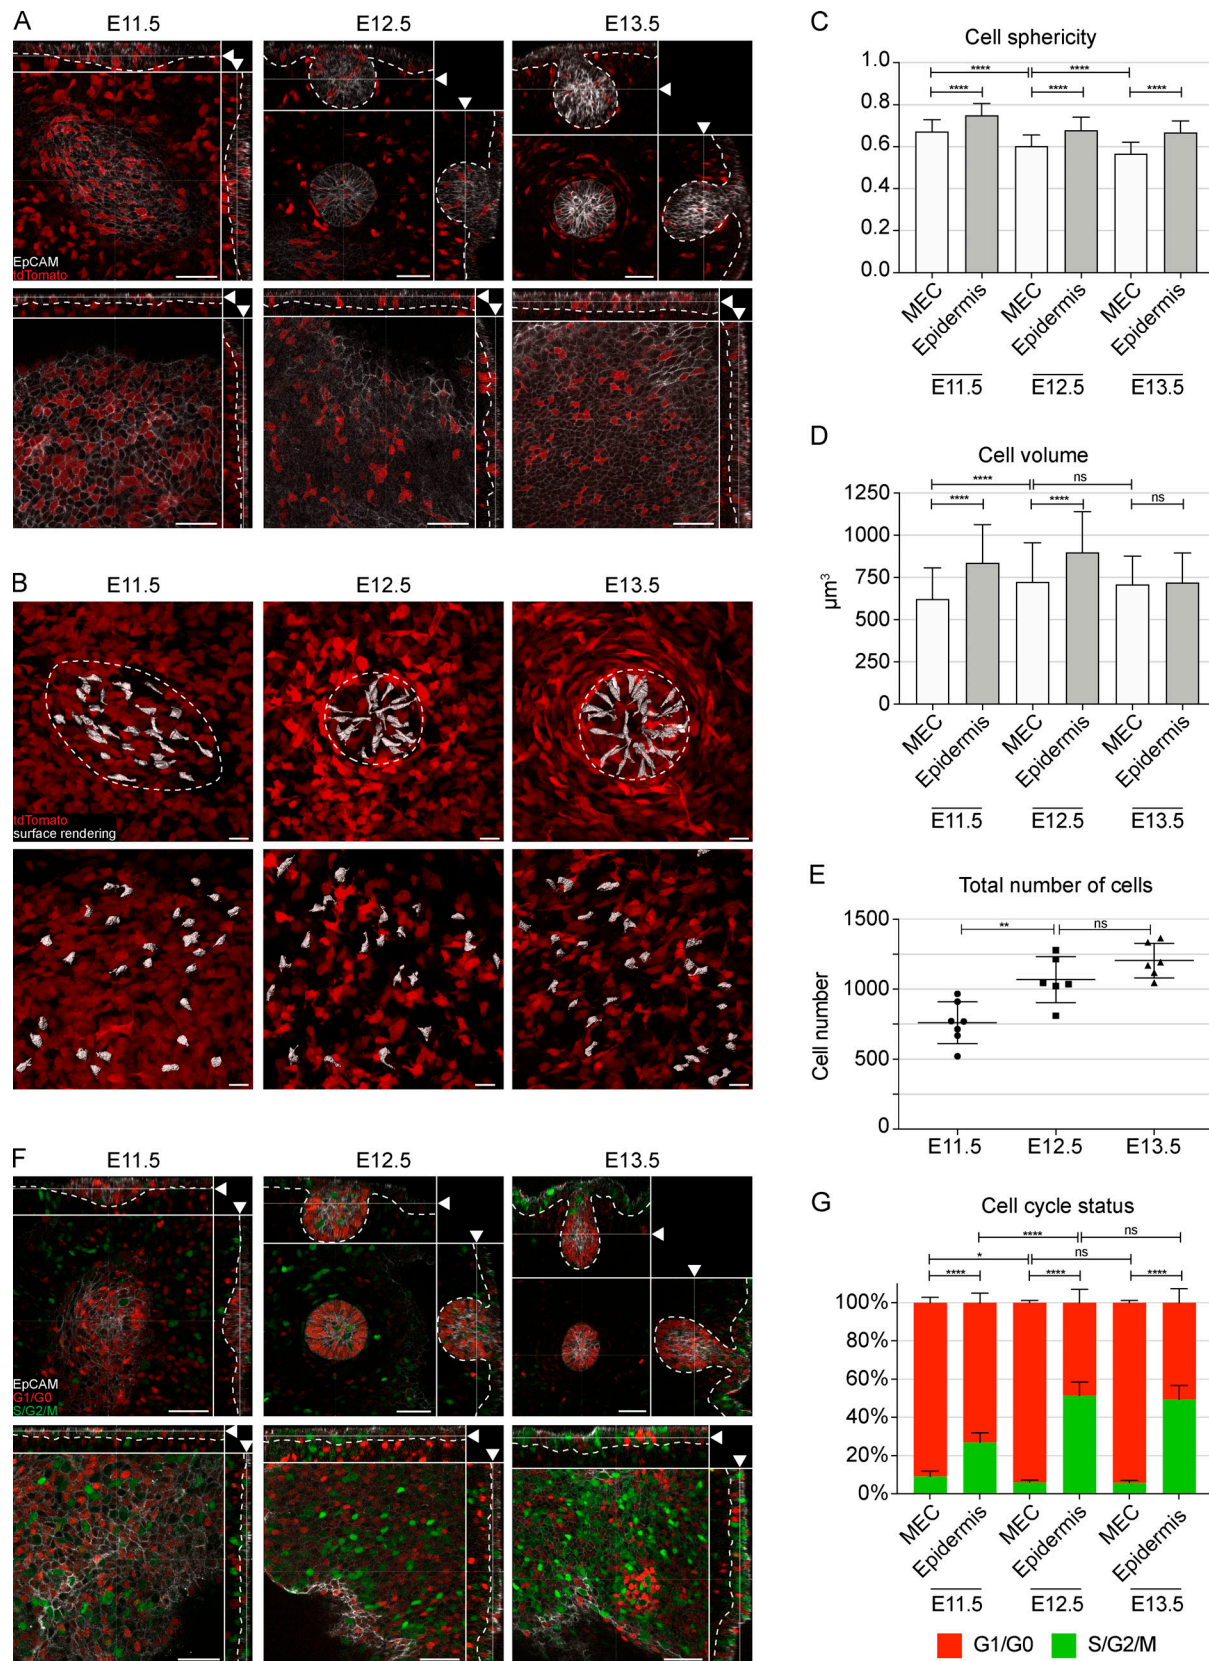 A
E11.5
E12.5
E13.5
EpCAM
tdTomato
B
E11.5
E12.5
E13.5
tdTomato
surface rendering
C
Cell sphericity
**** ****
**** **** ****
1.0
0.8
0.6
0.4
0.2
0.0
MEC
Epidermis
MEC
Epidermis
MEC
Epidermis
E11.5
E12.5
E13.5
D
Cell volume
**** ns
**** **** ns
µm³
1250
1000
750
500
250
0
MEC
Epidermis
MEC
Epidermis
MEC
Epidermis
E11.5
E12.5
E13.5
E
Total number of cells
** ns
Cell number
1500
1000
500
0
E11.5
E12.5
E13.5
F
E11.5
E12.5
E13.5
EpCAM
G1/G0
S/G2/M
G
Cell cycle status
**** ns
* ns
**** **** ****
100%
80%
60%
40%
20%
0%
MEC
Epidermis
MEC
Epidermis
MEC
Epidermis
E11.5
E12.5
E13.5
G1/G0
S/G2/M